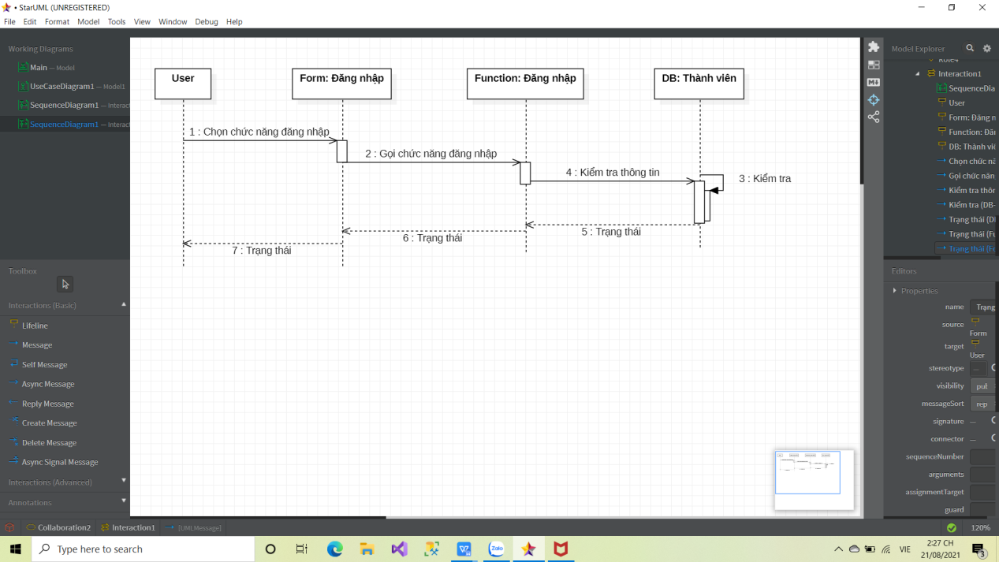 • StarUML (UNREGISTERED)
File Edit Format Model Tools View Window Debug Help
Working Diagrams
Main — Model
UseCaseDiagram1 — Model1
SequenceDiagram1 — Interac
SequenceDiagram1 — Interact
Toolbox
Interactions (Basic)
Lifeline
Message
Self Message
Async Message
Reply Message
Create Message
Delete Message
Async Signal Message
Interactions (Advanced)
Annotations
User
Form: Đăng nhập
Function: Đăng nhập
DB: Thành viên
1 : Chọn chức năng đăng nhập
2 : Gọi chức năng đăng nhập
4 : Kiểm tra thông tin
3 : Kiểm tra
5 : Trạng thái
6 : Trạng thái
7 : Trạng thái
Model Explorer
Role4
Interaction1
SequenceDia
User
Form: Đăng n
Function: Đăn
DB: Thành viê
Chọn chức nă
Gọi chức năn
Kiểm tra thôn
Kiểm tra (DB-
Trạng thái (DI
Trạng thái (Fu
Trạng thái (Fo
Editors
Properties
name Trạng
source
Form
target
User
stereotype —
visibility pub
messageSort rep
signature —
connector —
sequenceNumber
arguments
assignmentTarget
guard
Collaboration2 Interaction1 [UMLMessage] 120%
Type here to search
Zalo
VIE
2:27 CH
21/08/2021
3